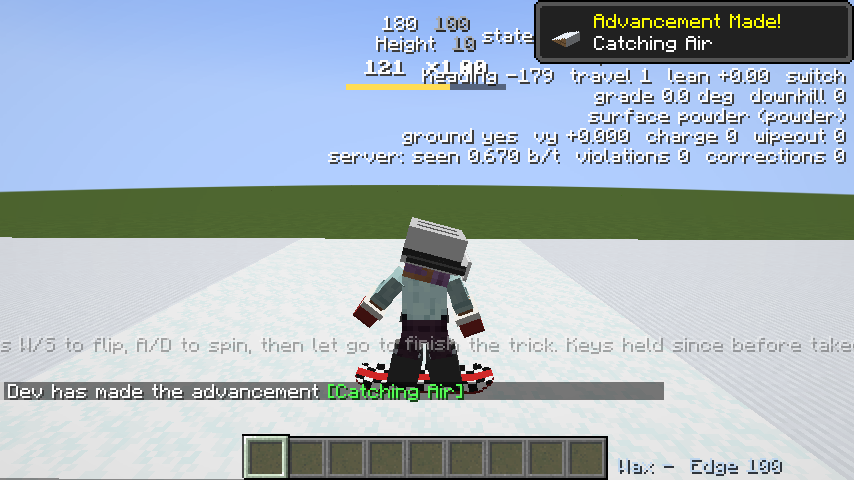 180 100
Height 10
state
121 x1.00
Advancement Made!
Catching Air
heading -179 travel 1 lean +0.00 switch
grade 0.0 deg downhill 0
surface powder (powder)
ground yes vy +0.000 charge 0 wipeout 0
server: seen 0.670 b/t violations 0 corrections 0
s W/S to flip, A/D to spin, then let go to finish the trick. Keys held since before take
Dev has made the advancement [Catching Air]
Wax - Edge 100